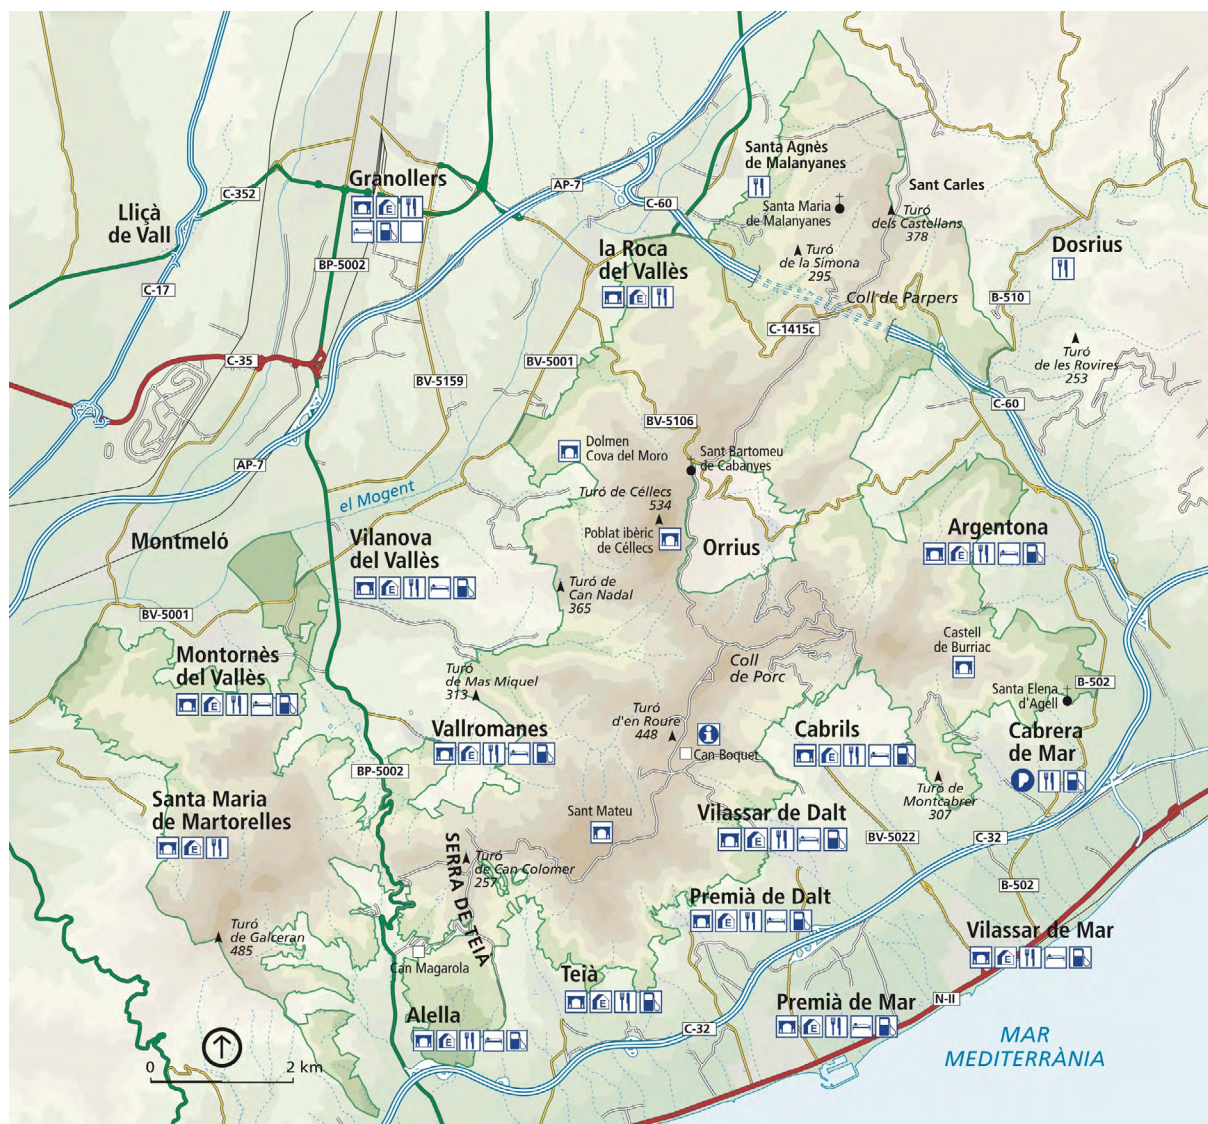 Santa Agnès
de Malanyanes
Granollers
AP-7
C-352
Sant Carles
C-60
Santa Maria
de Malanyanes
Lliçà
de Vall
Turó
dels Castellans
378
la Roca
del Vallès
Turó
de la Simona
295
Dosrius
BP-5002
C-17
Coll de Parpers
B-510
C-1415c
C-35
BV-5001
Turó
de les Rovires
253
BV-5159
C-60
BV-5106
Dolmen
Cova del Moro
Sant Bartomeu
de Cabanyes
AP-7
el Mogent
Turó de Céllecs
534
Montmeló
Vilanova
del Vallès
Poblat ibèric
de Céllecs
Orrius
Argentona
Turó de
Can Nadal
365
BV-5001
Castell
de Burriac
Montornès
del Vallès
Turó
de Mas Miquel
313
Coll
de Porc
B-502
Santa Elena
d'Agell
Turó
d'en Roure
448
Vallromanes
Cabrils
Cabrera
de Mar
Can Boquet
BP-5002
Turó de
Montcabrer
307
Santa Maria
de Martorelles
Sant Mateu
Vilassar de Dalt
BV-5022
C-32
SERRA DE TEIÀ
Turó
de Can Colomer
257
B-502
Premià de Dalt
Turó
de Galceran
485
Vilassar de Mar
Can Magarola
Teià
N-II
Premià de Mar
Alella
C-32
MAR
MEDITERRÀNIA
0 2 km